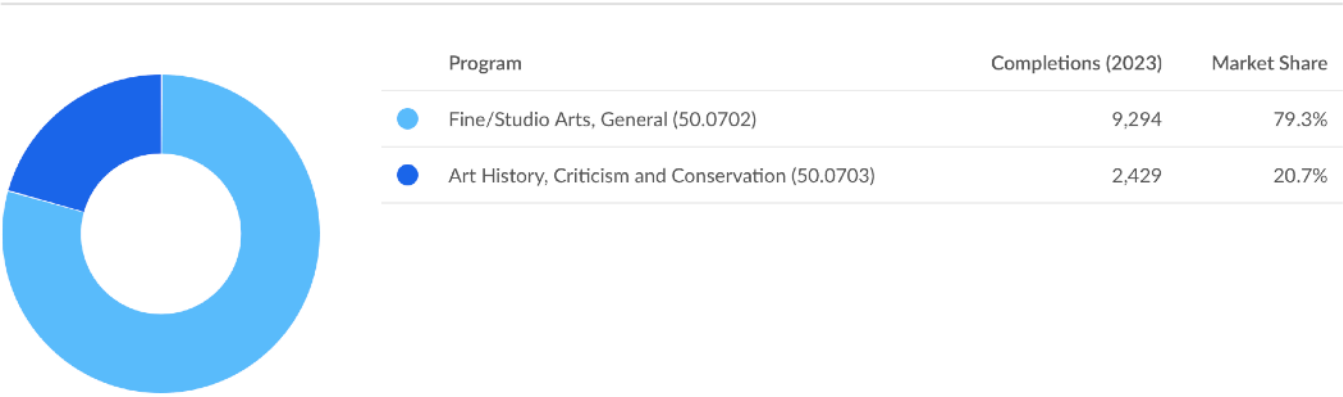 Program Completions (2023) Market Share
Fine/Studio Arts, General (50.0702) 9,294 79.3%
Art History, Criticism and Conservation (50.0703) 2,429 20.7%